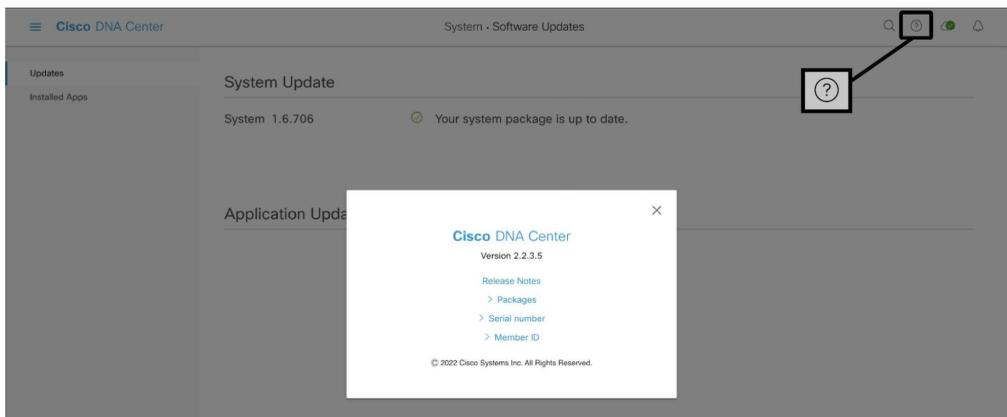 Cisco DNA Center
System · Software Updates
?
?
Updates
Installed Apps
System Update
System 1.6.706
Your system package is up to date.
Application Upda
Cisco DNA Center
Version 2.2.3.5
Release Notes
> Packages
> Serial number
> Member ID
© 2022 Cisco Systems Inc. All Rights Reserved.